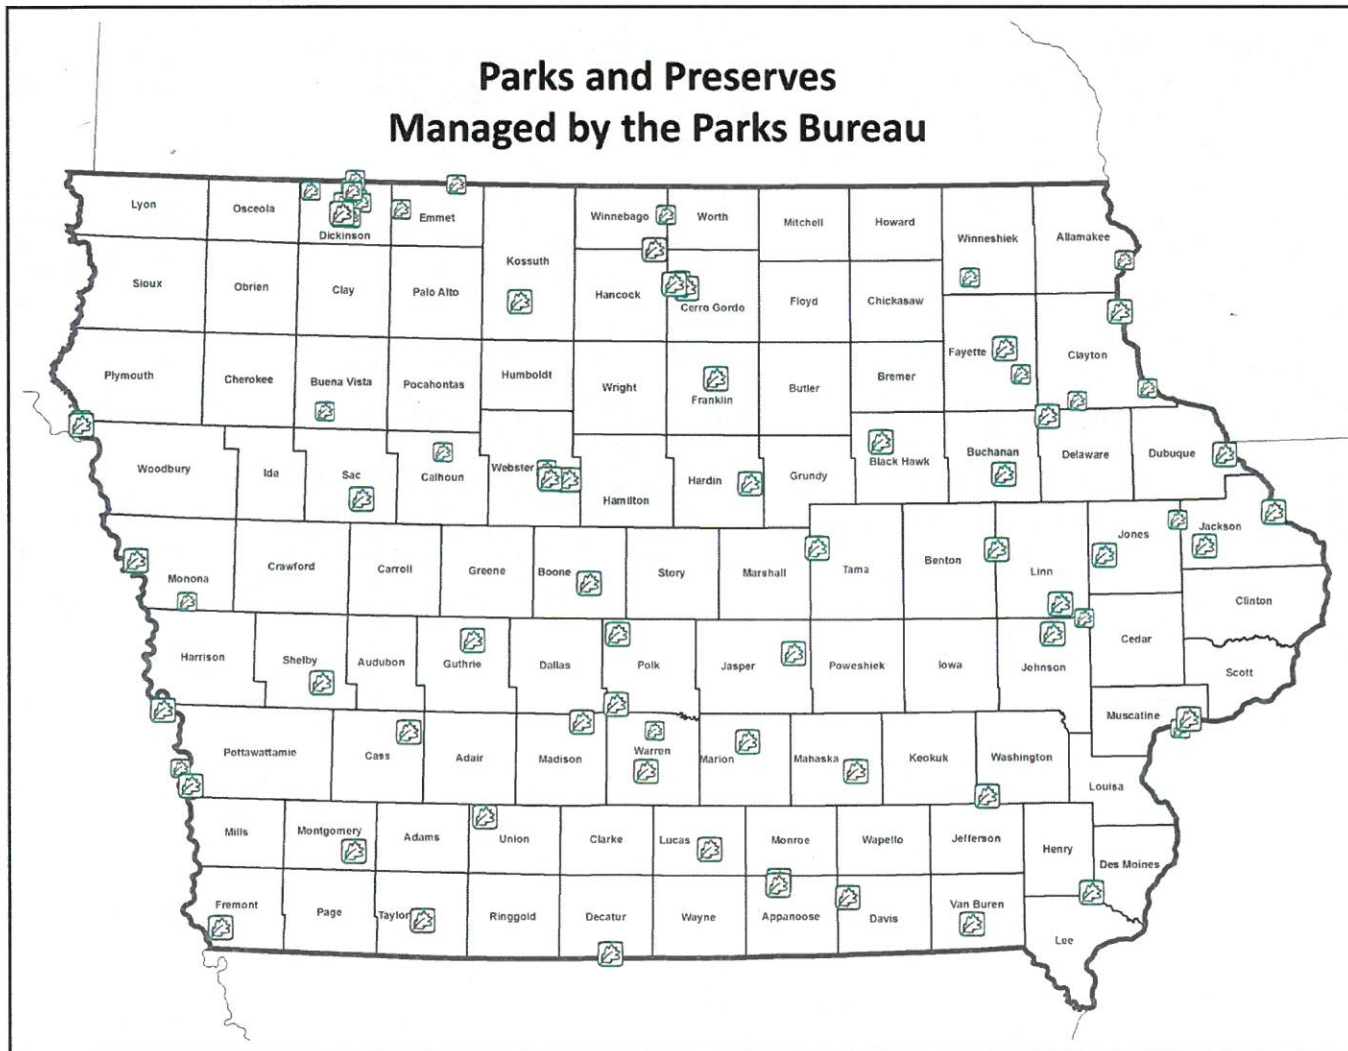 Parks and Preserves
Managed by the Parks Bureau
Lyon
Osceola
Dickinson
Emmet
Kossuth
Winnebago
Worth
Mitchell
Howard
Winneshiek
Allamakee
Sioux
Obrien
Clay
Palo Alto
Hancock
Cerro Gordo
Floyd
Chickasaw
Fayette
Clayton
Plymouth
Cherokee
Buena Vista
Pocahontas
Humboldt
Wright
Franklin
Butler
Bremer
Woodbury
Ida
Sac
Calhoun
Webster
Hamilton
Hardin
Grundy
Black Hawk
Buchanan
Delaware
Dubuque
Monona
Crawford
Carroll
Greene
Boone
Story
Marshall
Tama
Benton
Linn
Jones
Jackson
Clinton
Harrison
Shelby
Audubon
Guthrie
Dallas
Polk
Jasper
Poweshiek
Iowa
Johnson
Cedar
Scott
Muscatine
Pottawattamie
Cass
Adair
Madison
Warren
Marion
Mahaska
Keokuk
Washington
Louisa
Mills
Montgomery
Adams
Union
Clarke
Lucas
Monroe
Wapello
Jefferson
Henry
Des Moines
Fremont
Page
Taylor
Ringgold
Decatur
Wayne
Appanoose
Davis
Van Buren
Lee